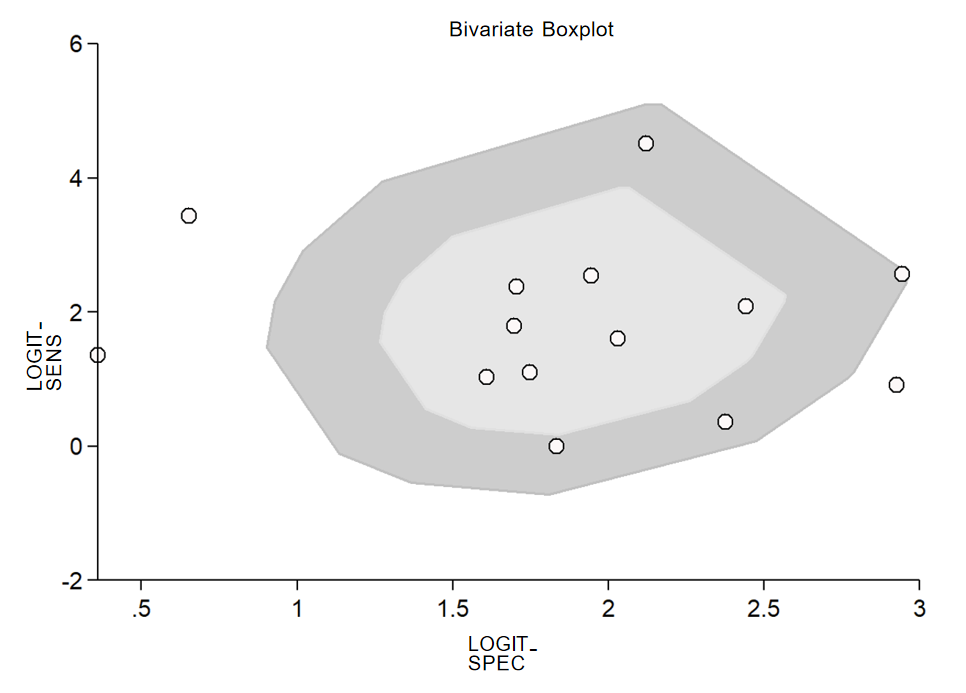 Bivariate Boxplot
6
4
2
0
-2
LOGIT_
SENS
.5 1 1.5 2 2.5 3
LOGIT_
SPEC